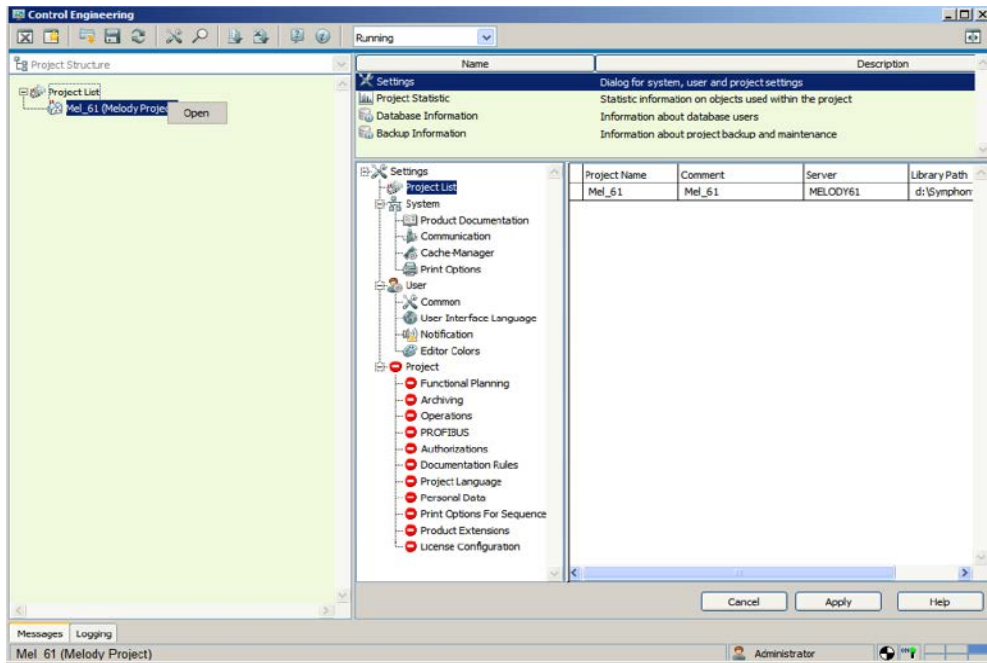 Control Engineering
Running
Project Structure
Project List
Mel_61 (Melody Projec
Open
Name Description
Settings Dialog for system, user and project settings
Project Statistic Statistc information on objects used within the project
Database Information Information about database users
Backup Information Information about project backup and maintenance
Settings
Project List
System
Product Documentation
Communication
Cache-Manager
Print Options
User
Common
User Interface Language
Notification
Editor Colors
Project
Functional Planning
Archiving
Operations
PROFIBUS
Authorizations
Documentation Rules
Project Language
Personal Data
Print Options For Sequence
Product Extensions
License Configuration
Project Name Comment Server Library Path
Mel_61 Mel_61 MELODY61 d:\Symphon
Cancel Apply Help
Messages Logging
Mel_61 (Melody Project) Administrator